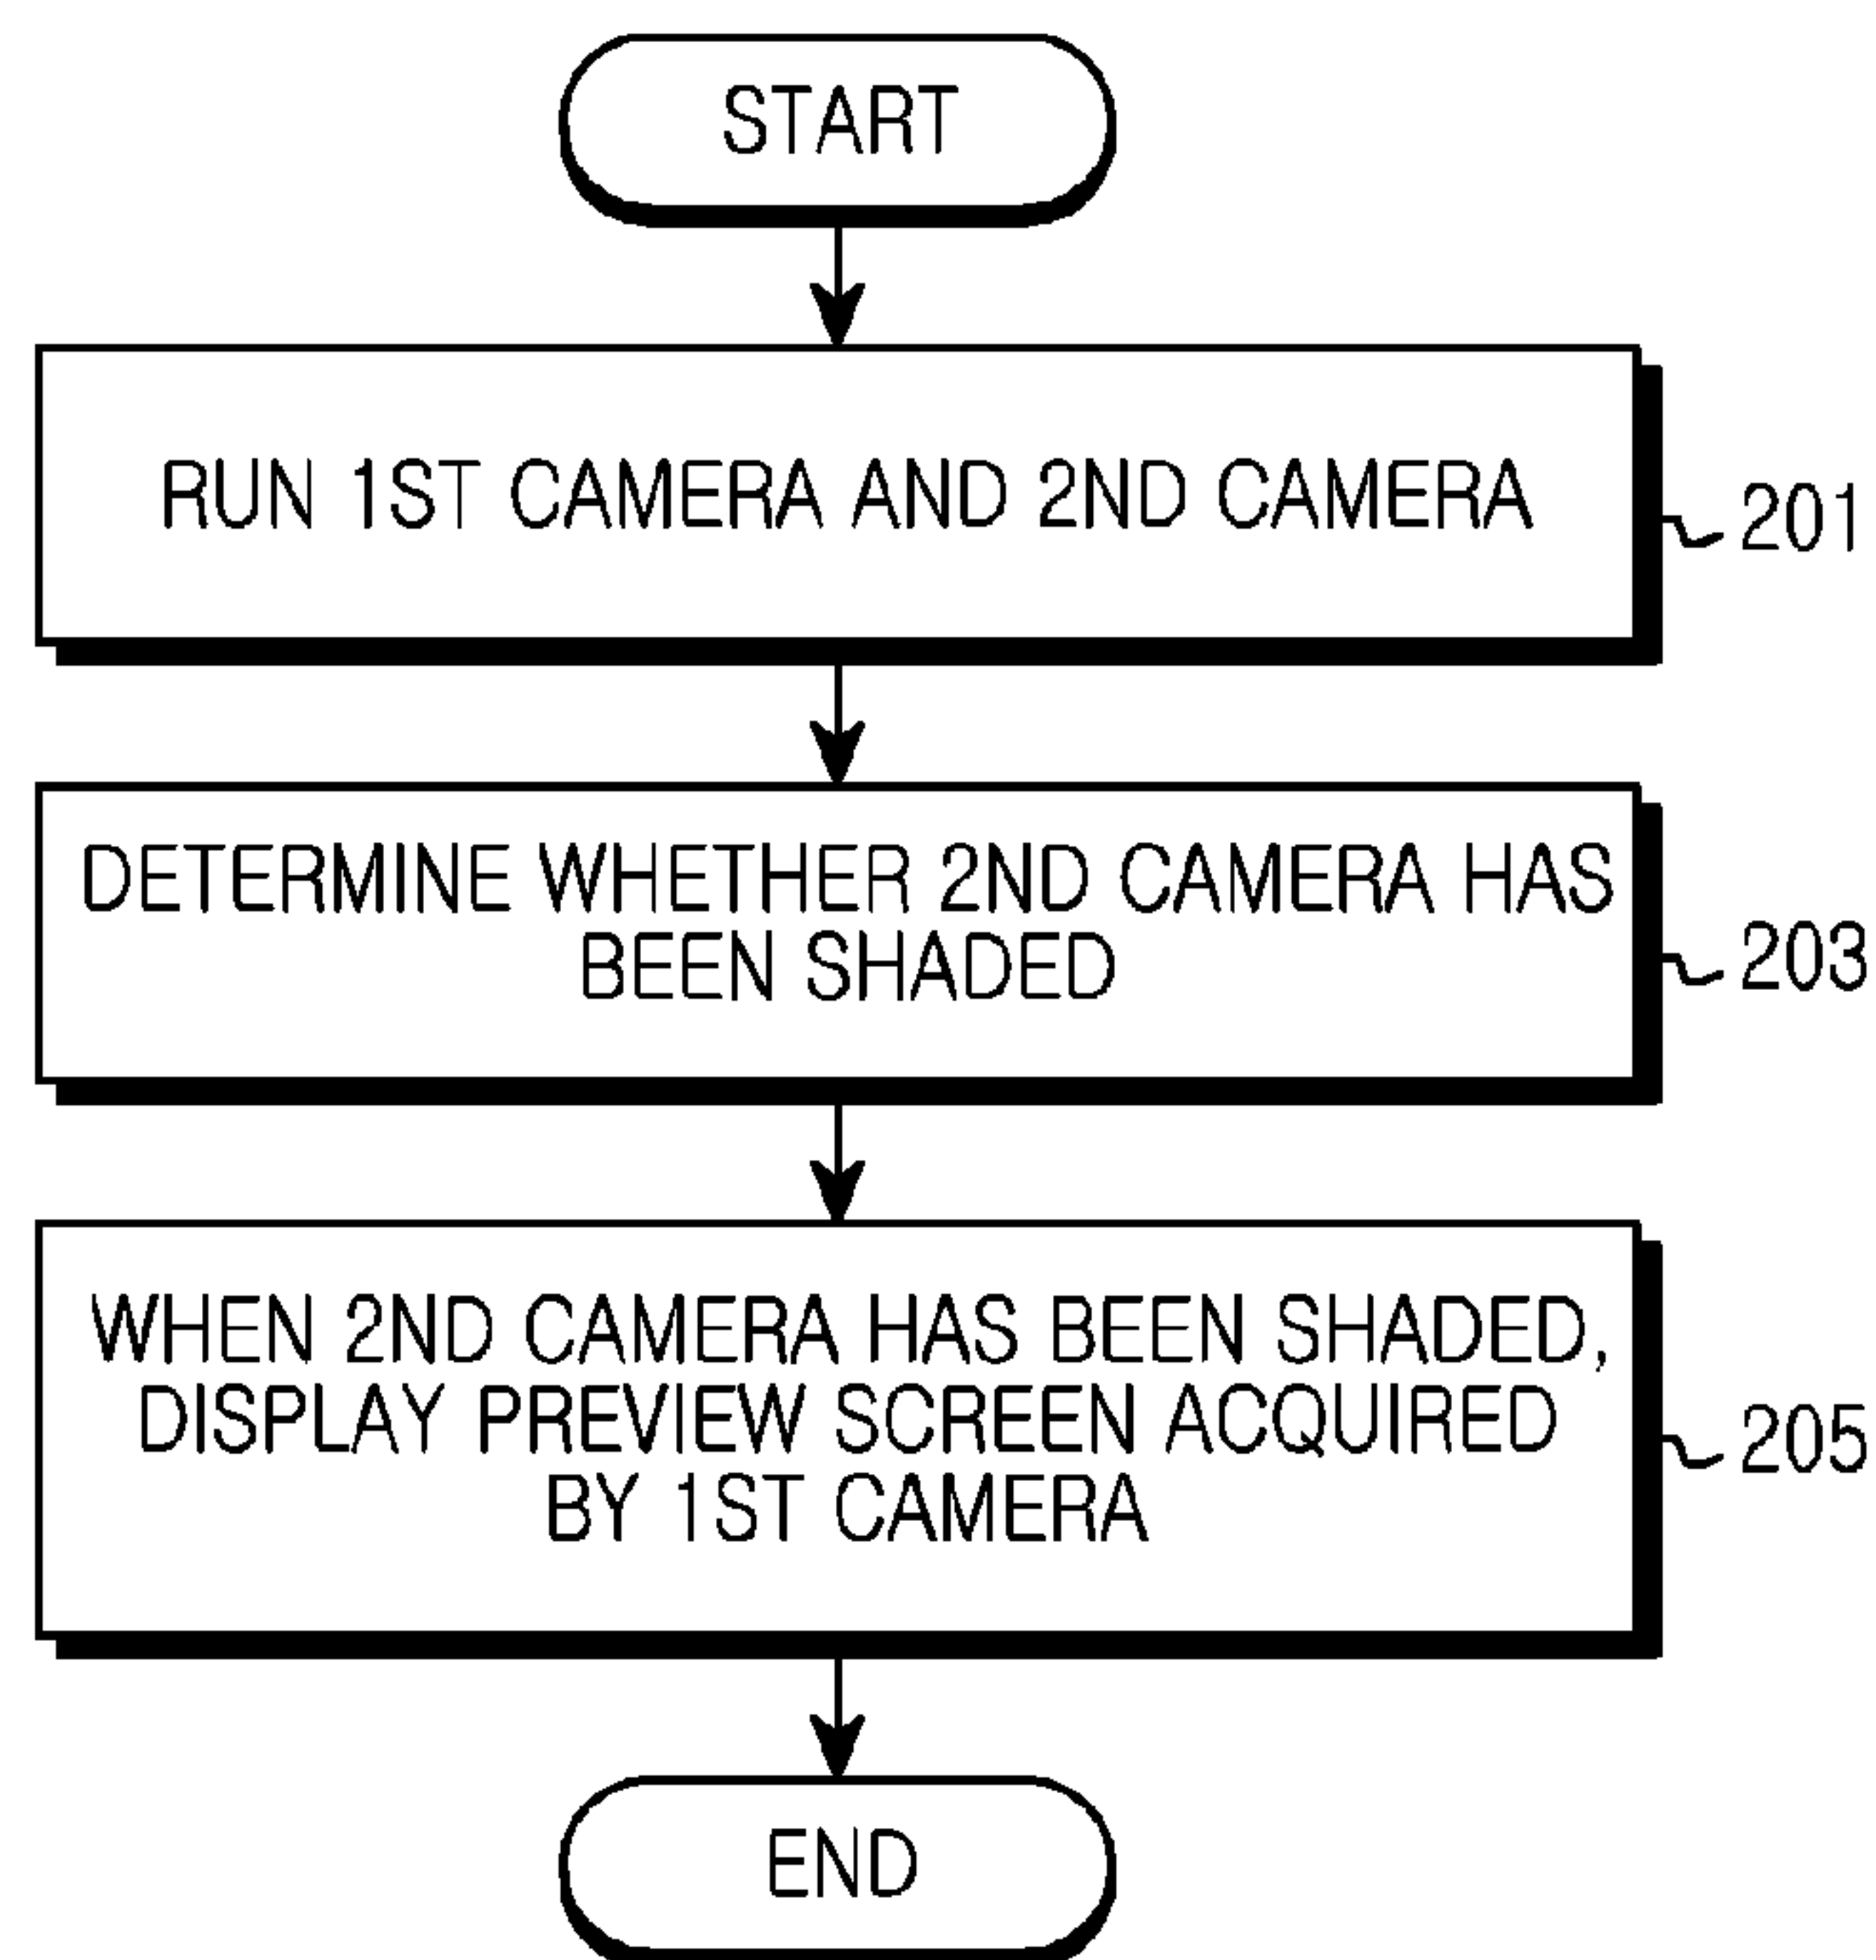 START
RUN 1ST CAMERA AND 2ND CAMERA
201
DETERMINE WHETHER 2ND CAMERA HAS
BEEN SHADED
203
WHEN 2ND CAMERA HAS BEEN SHADED,
DISPLAY PREVIEW SCREEN ACQUIRED
BY 1ST CAMERA
205
END